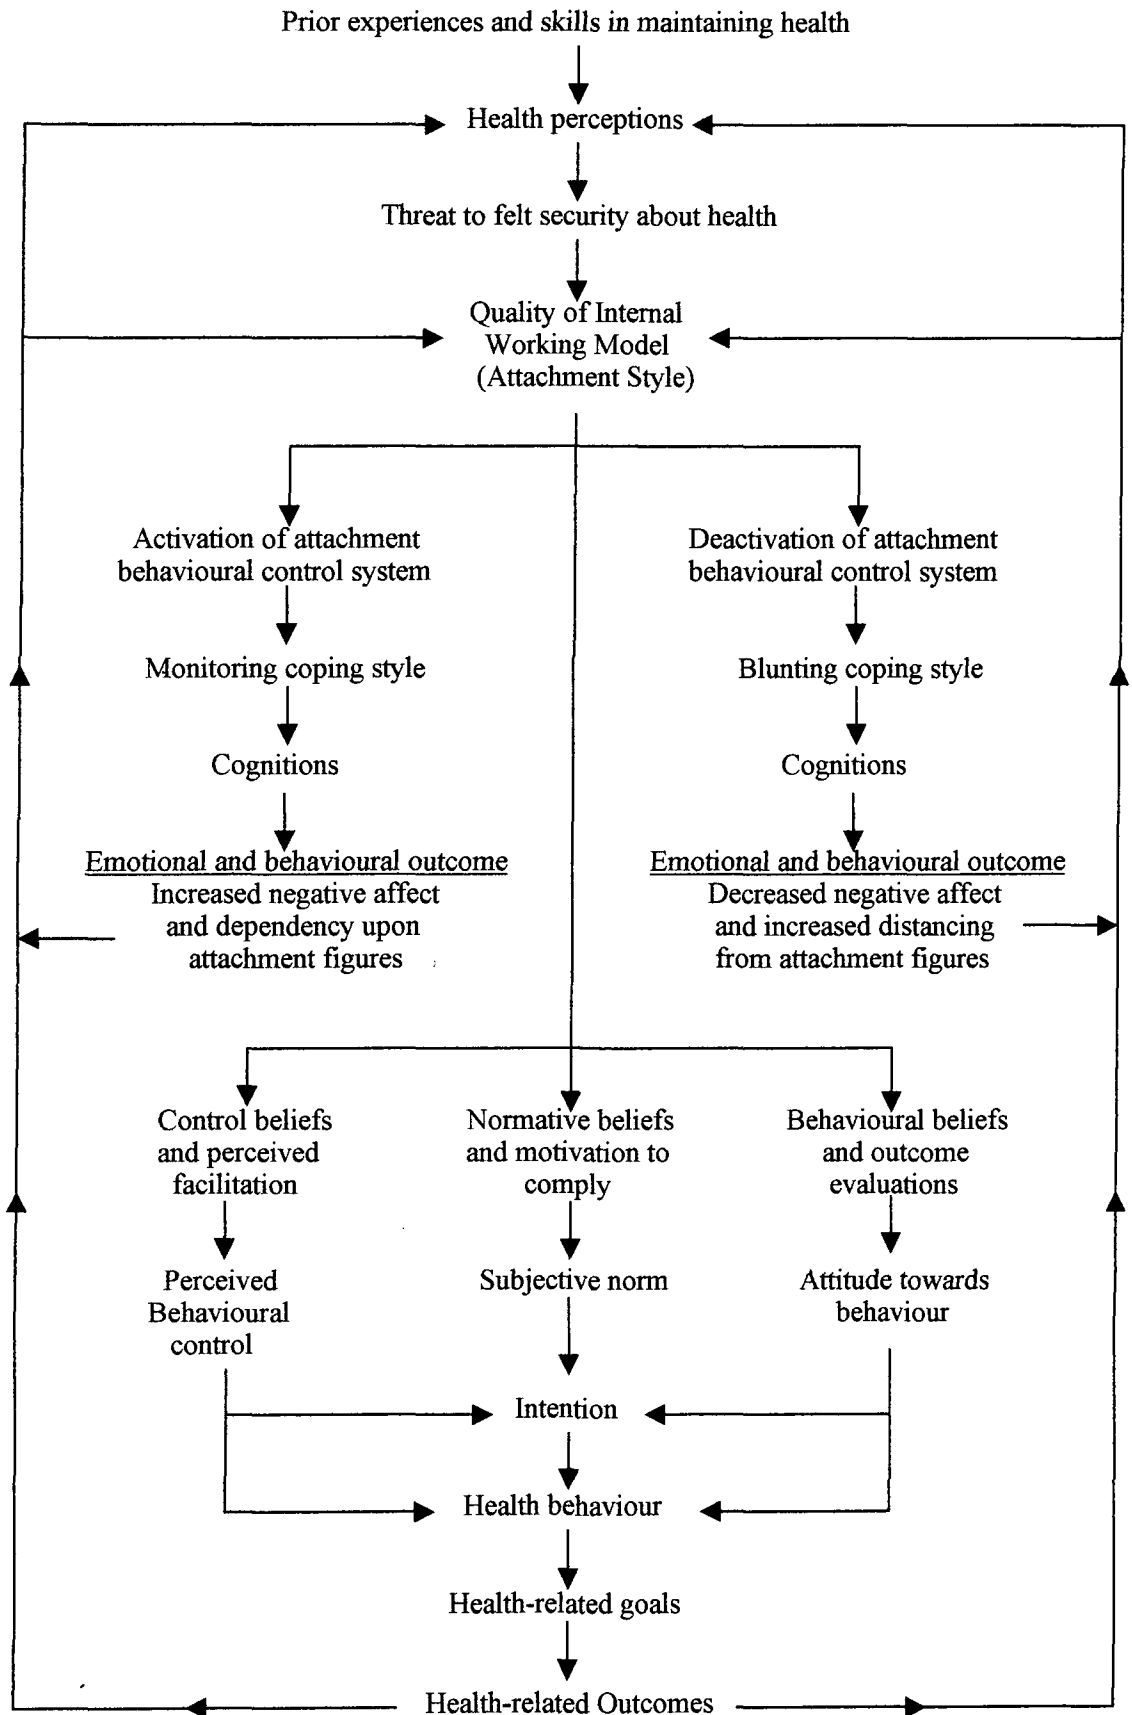 Prior experiences and skills in maintaining health
Health perceptions
Threat to felt security about health
Quality of Internal
Working Model
(Attachment Style)
Activation of attachment
behavioural control system
Monitoring coping style
Cognitions
Emotional and behavioural outcome
Increased negative affect
and dependency upon
attachment figures
Deactivation of attachment
behavioural control system
Blunting coping style
Cognitions
Emotional and behavioural outcome
Decreased negative affect
and increased distancing
from attachment figures
Control beliefs
and perceived
facilitation
Perceived
Behavioural
control
Normative beliefs
and motivation to
comply
Subjective norm
Behavioural beliefs
and outcome
evaluations
Attitude towards
behaviour
Intention
Health behaviour
Health-related goals
Health-related Outcomes